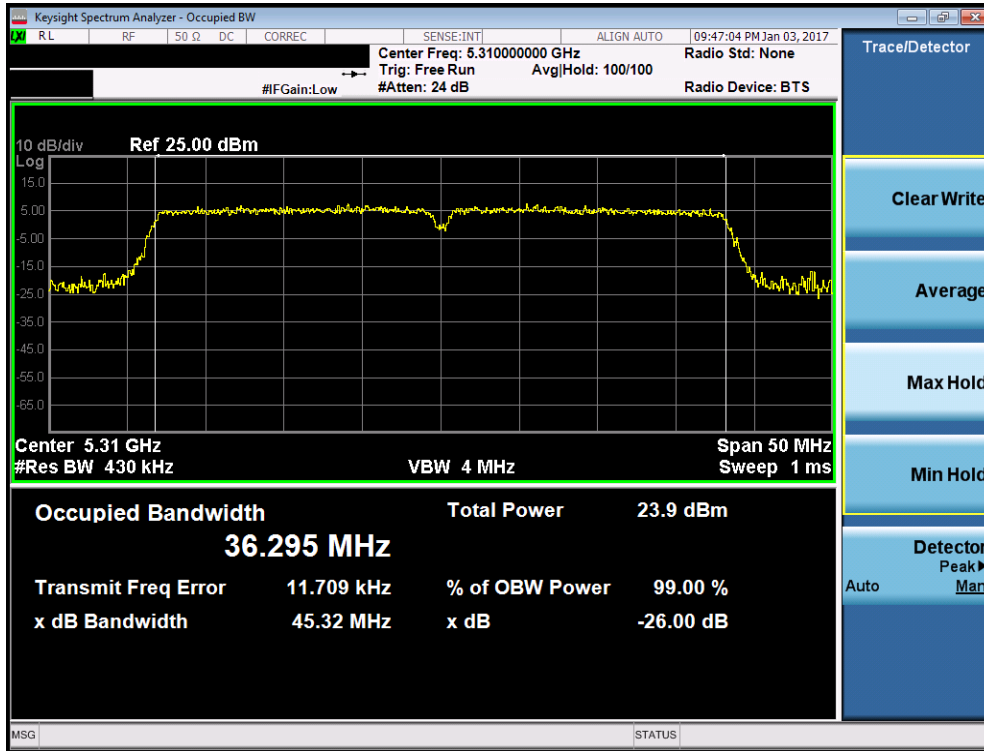 Keysight Spectrum Analyzer - Occupied BW
LXI RL RF 50 Ω DC CORREC SENSE:INT ALIGN AUTO 09:47:04 PM Jan 03, 2017
Center Freq: 5.310000000 GHz Radio Std: None
Trig: Free Run Avg|Hold: 100/100
#IFGain:Low #Atten: 24 dB Radio Device: BTS
Trace/Detector
10 dB/div Ref 25.00 dBm
Log
15.0
5.00
-5.00
-15.0
-25.0
-35.0
-45.0
-55.0
-65.0
Center 5.31 GHz Span 50 MHz
#Res BW 430 kHz VBW 4 MHz Sweep 1 ms
Occupied Bandwidth Total Power 23.9 dBm
36.295 MHz
Transmit Freq Error 11.709 kHz % of OBW Power 99.00 %
x dB Bandwidth 45.32 MHz x dB -26.00 dB
Clear Write
Average
Max Hold
Min Hold
Detector
Peak
Auto Man
MSG STATUS